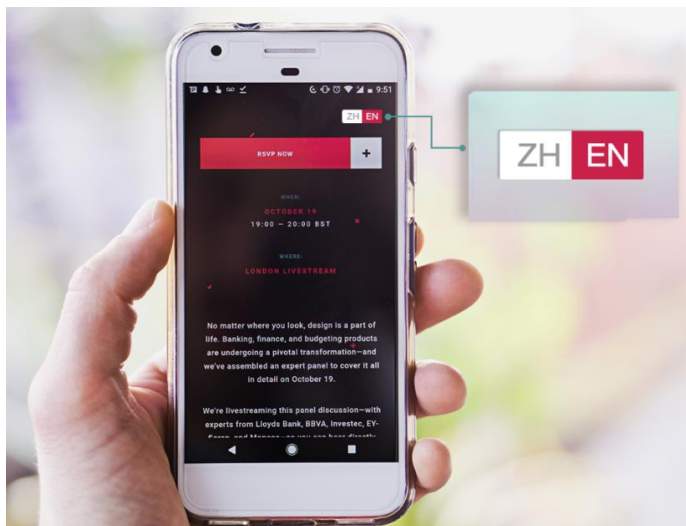 9:51
ZH EN
RSVP NOW
+
WHEN:
OCTOBER 19
19:00 – 20:00 BST
WHERE:
LONDON LIVESTREAM
No matter where you look, design is a part of
life. Banking, finance, and budgeting products
are undergoing a pivotal transformation—and
we've assembled an expert panel to cover it all
in detail on October 19.
We're livestreaming this panel discussion—with
experts from Lloyds Bank, BBVA, Investec, EY-
ZH EN